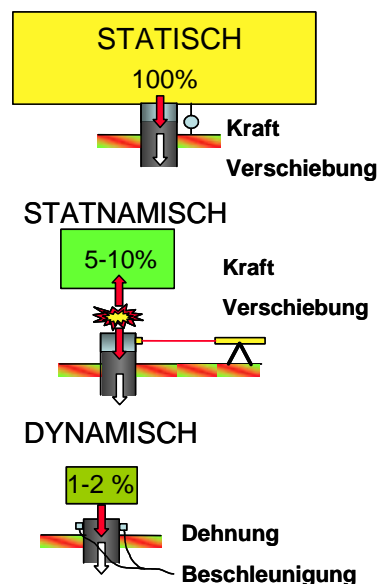 STATISCH
100%
Kraft
Verschiebung
STATNAMISCH
5-10%
Kraft
Verschiebung
DYNAMISCH
1-2 %
Dehnung
Beschleunigung